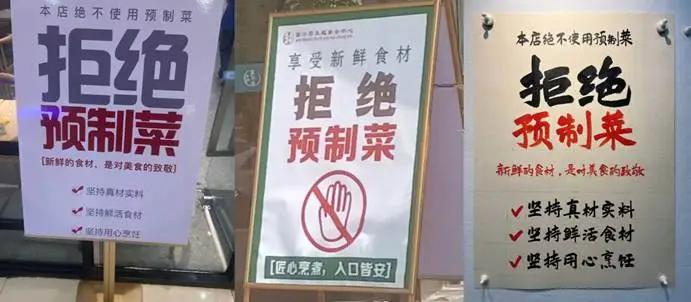 本店绝不使用预制菜
拒绝
预制菜
[新鲜的食材、是对美食的致敬]
坚持真材实料
坚持鲜活食材
坚持用心烹饪
享受新鲜食材
拒绝
预制菜
[匠心烹煮，入口皆安]
本店绝不使用预制菜
拒绝
预制菜
新鲜的食材，是对美食的致敬
坚持真材实料
坚持鲜活食材
坚持用心烹饪